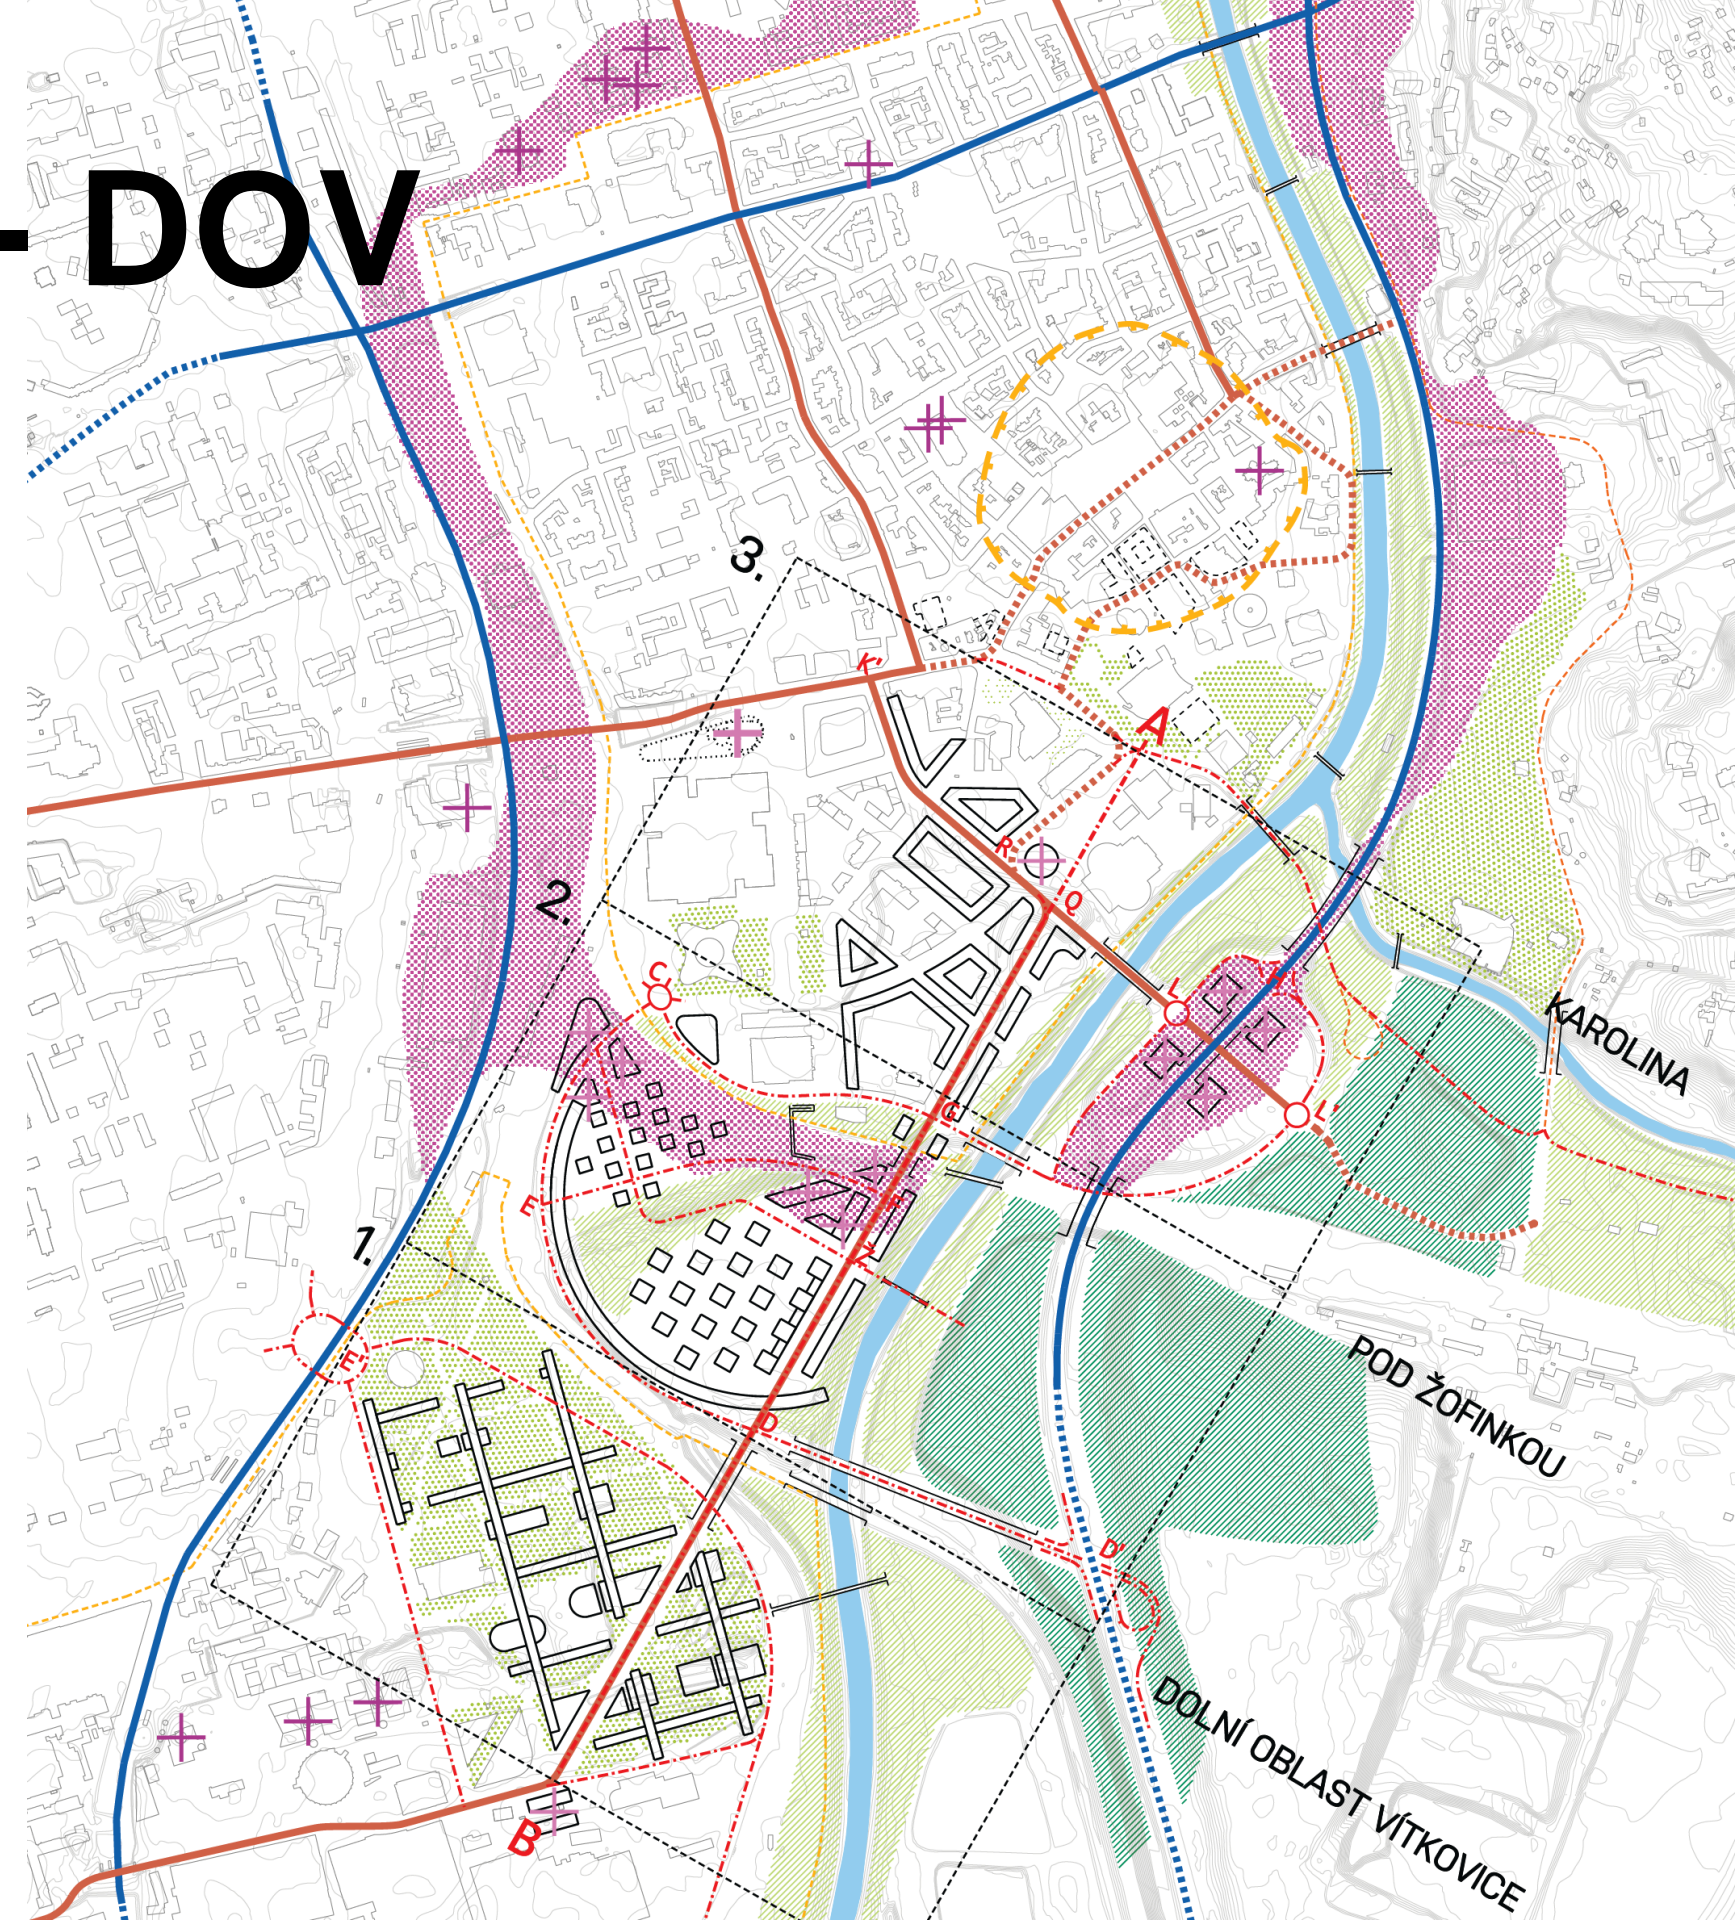 - DOV
3.
K'
A
R
Q
2.
C
L
KAROLINA
G
L'
E
Ž
1.
E'
POD ŽOFINKOU
D
D'
DOLNÍ OBLAST VÍTKOVICE
B